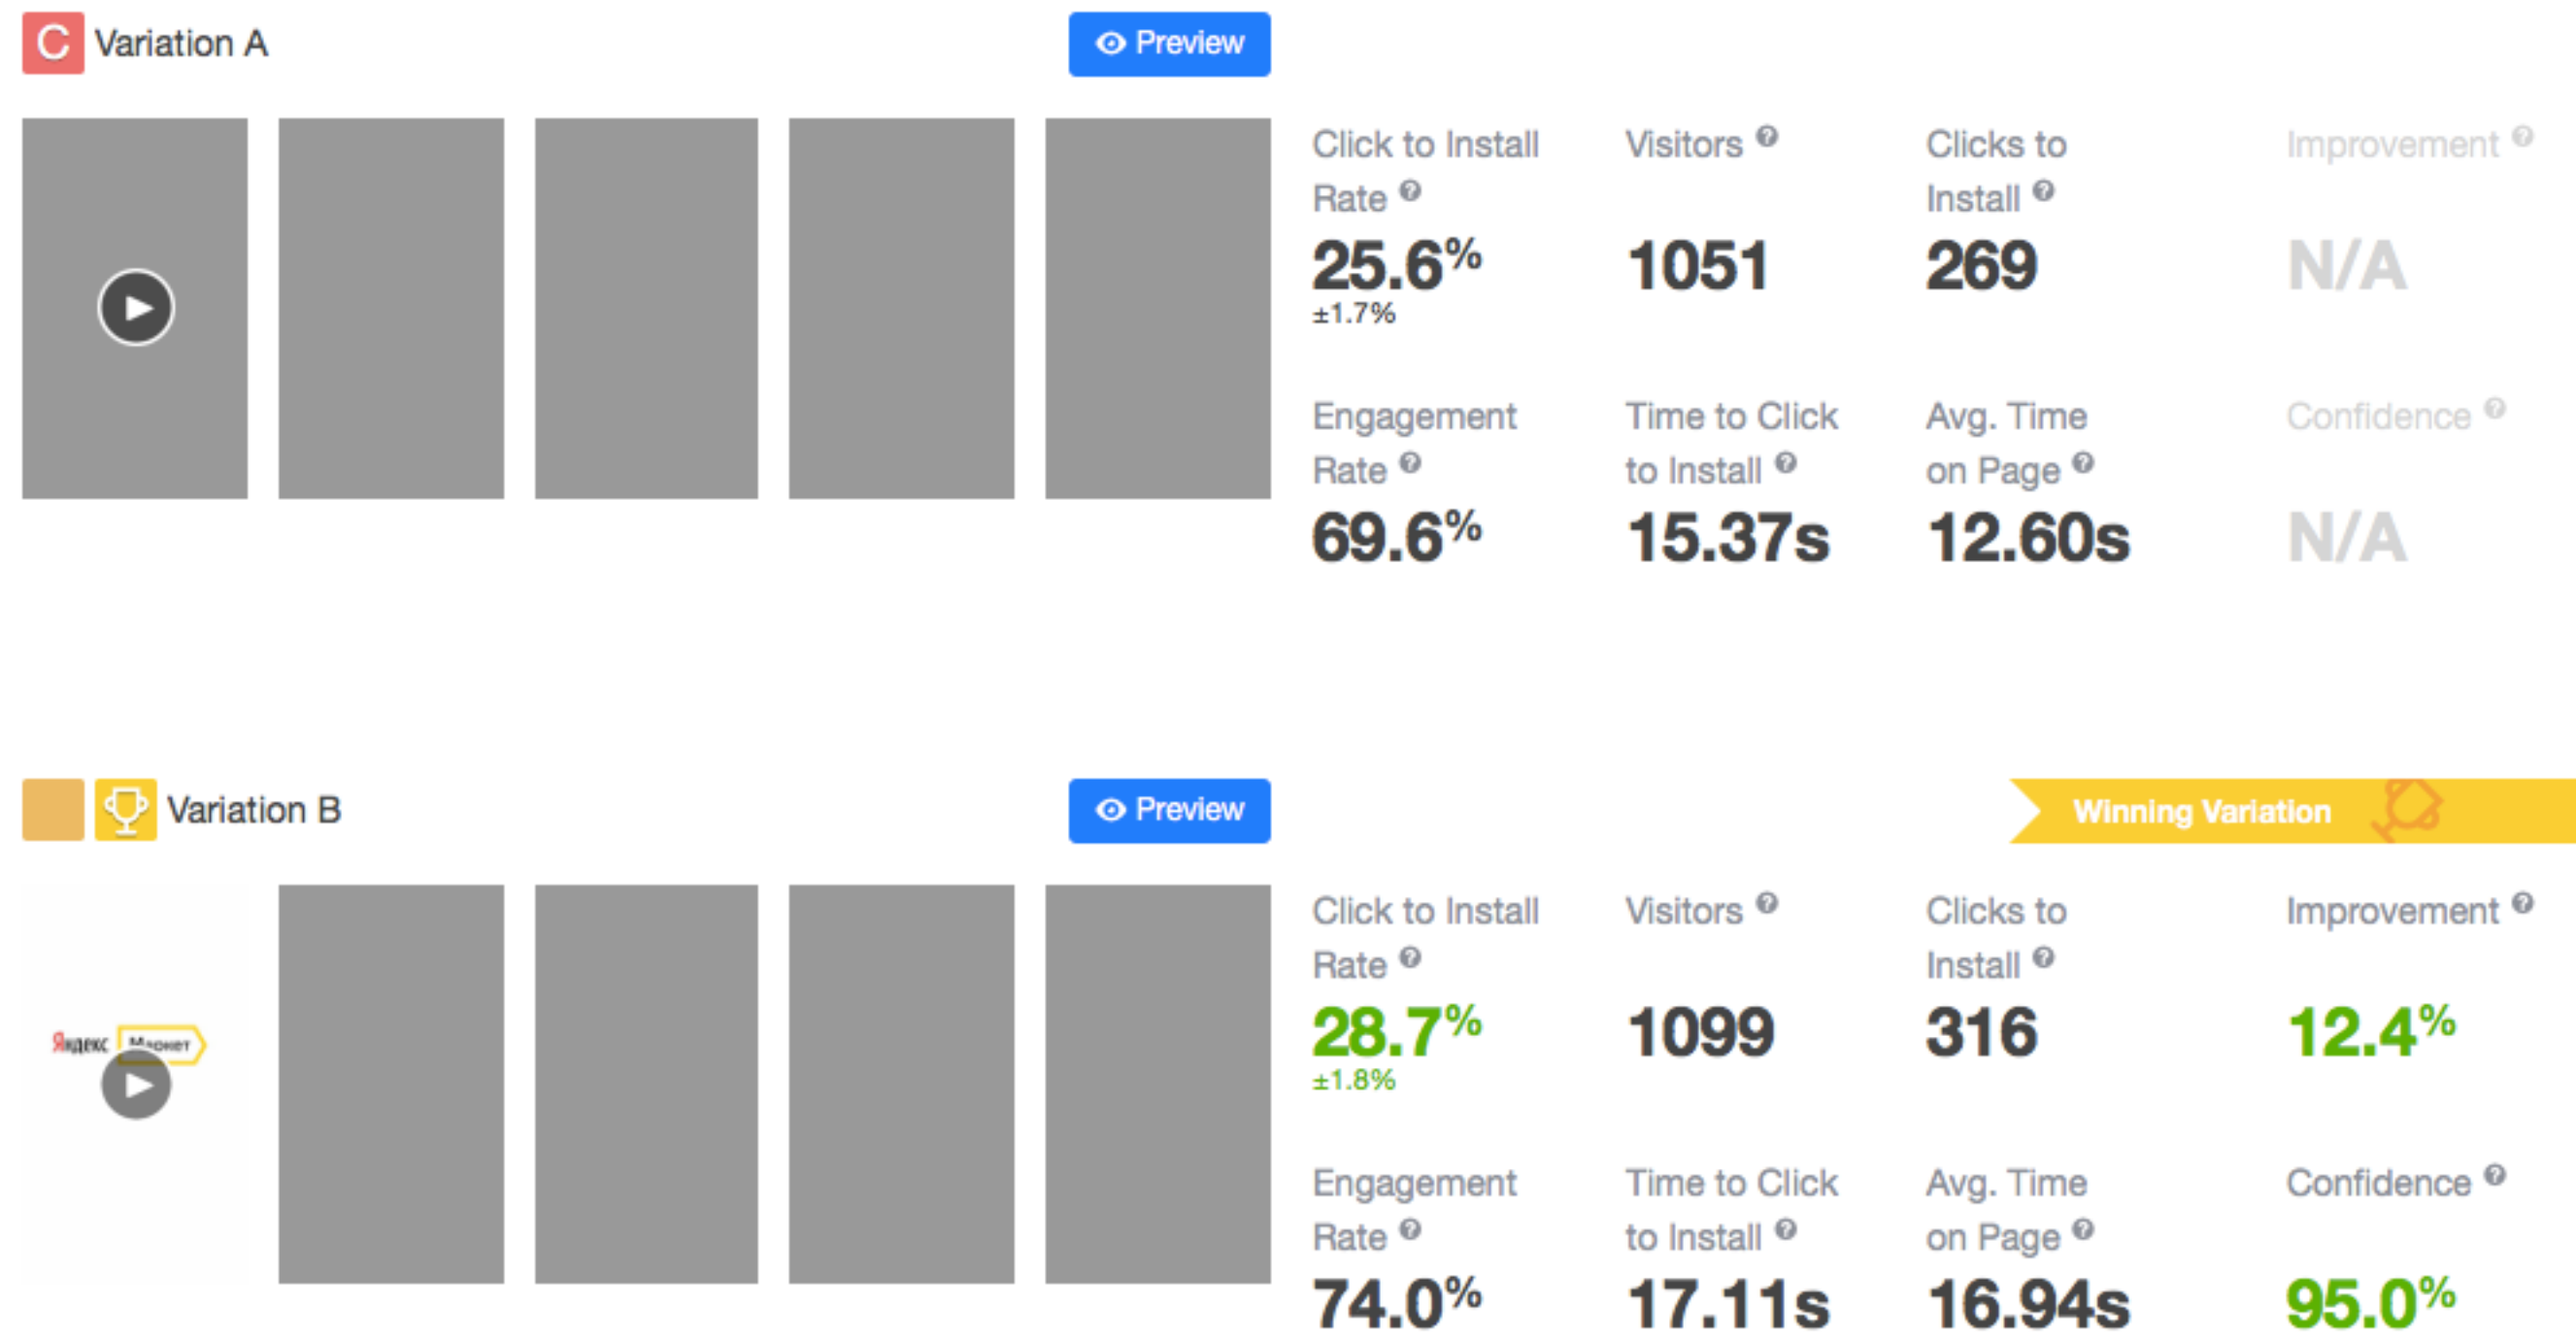 C Variation A
Preview
Click to Install Rate
Visitors
Clicks to Install
Improvement
25.6%
±1.7%
1051
269
N/A
Engagement Rate
Time to Click to Install
Avg. Time on Page
Confidence
69.6%
15.37s
12.60s
N/A
Variation B
Preview
Winning Variation
Яндекс Маркет
Click to Install Rate
Visitors
Clicks to Install
Improvement
28.7%
±1.8%
1099
316
12.4%
Engagement Rate
Time to Click to Install
Avg. Time on Page
Confidence
74.0%
17.11s
16.94s
95.0%